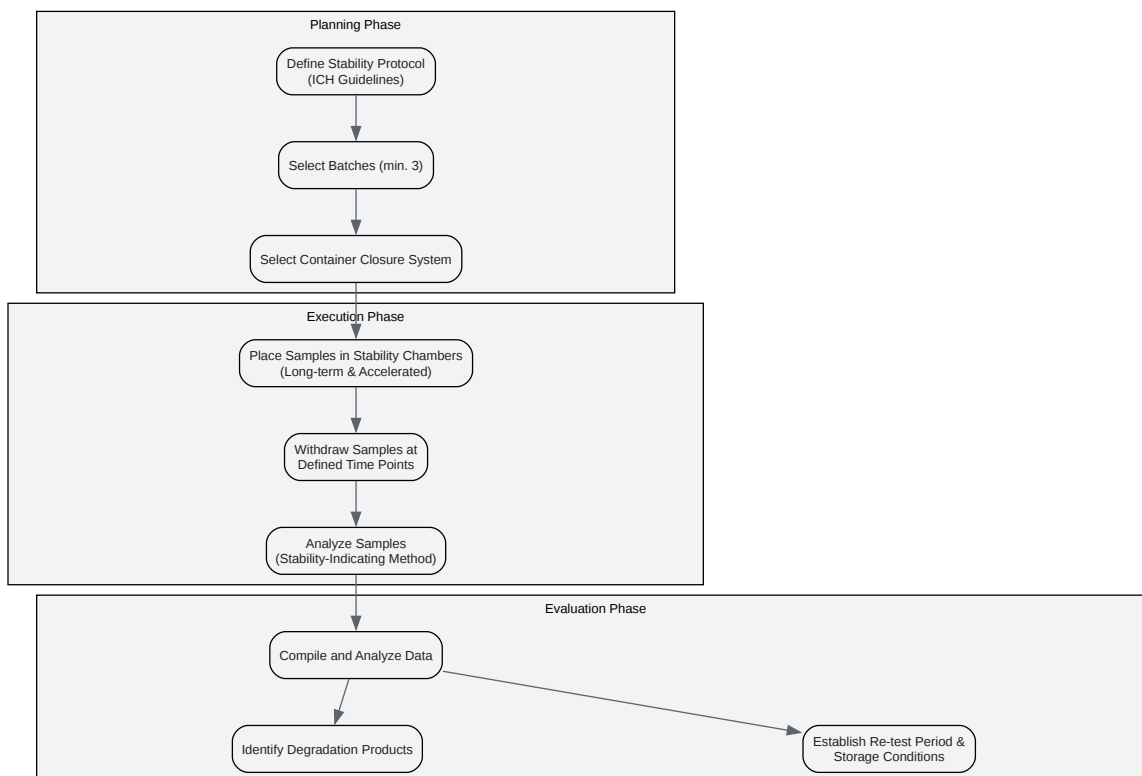 Planning Phase
Define Stability Protocol
(ICH Guidelines)
Select Batches (min. 3)
Select Container Closure System
Execution Phase
Place Samples in Stability Chambers
(Long-term & Accelerated)
Withdraw Samples at
Defined Time Points
Analyze Samples
(Stability-Indicating Method)
Evaluation Phase
Compile and Analyze Data
Identify Degradation Products
Establish Re-test Period &
Storage Conditions